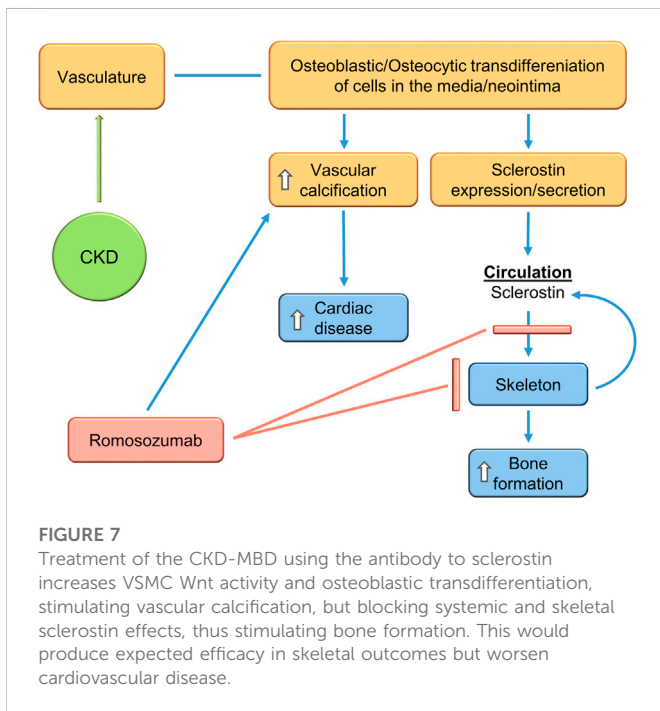 Vasculature
Osteoblastic/Osteocytic transdiffereniation
of cells in the media/neointima
Vascular
calcification
Sclerostin
expression/secretion
CKD
Circulation
Sclerostin
Cardiac
disease
Skeleton
Romosozumab
Bone
formation
FIGURE 7
Treatment of the CKD-MBD using the antibody to sclerostin
increases VSMC Wnt activity and osteoblastic transdifferentiation,
stimulating vascular calcification, but blocking systemic and skeletal
sclerostin effects, thus stimulating bone formation. This would
produce expected efficacy in skeletal outcomes but worsen
cardiovascular disease.